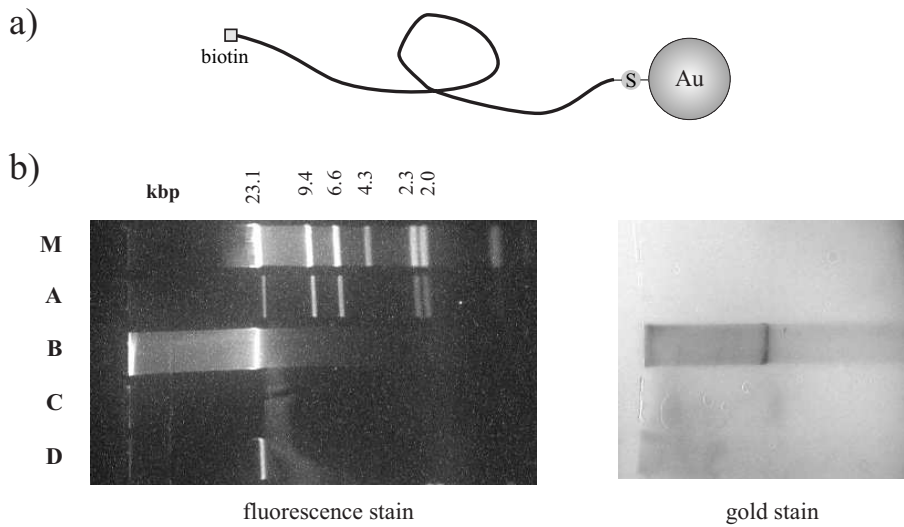 a)
biotin
S
Au
b)
kbp 23.1 9.4 6.6 4.3 2.3 2.0
M
A
B
C
D
fluorescence stain
gold stain